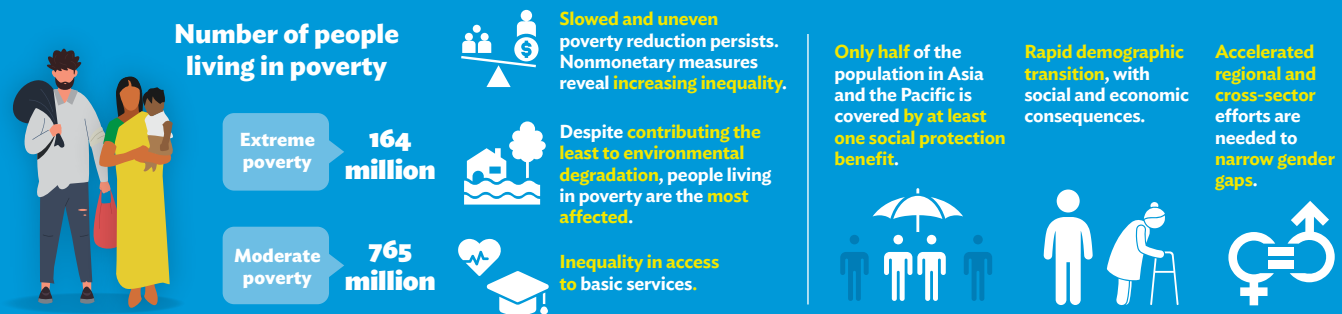 Number of people
living in poverty
Extreme
poverty
164
million
Moderate
poverty
765
million
Slowed and uneven
poverty reduction persists.
Nonmonetary measures
reveal increasing inequality.
$
Despite contributing the
least to environmental
degradation, people living
in poverty are the most
affected.
Inequality in access
to basic services.
Only half of the
population in Asia
and the Pacific is
covered by at least
one social protection
benefit.
Rapid demographic
transition, with
social and economic
consequences.
Accelerated
regional and
cross-sector
efforts are
needed to
narrow gender
gaps.